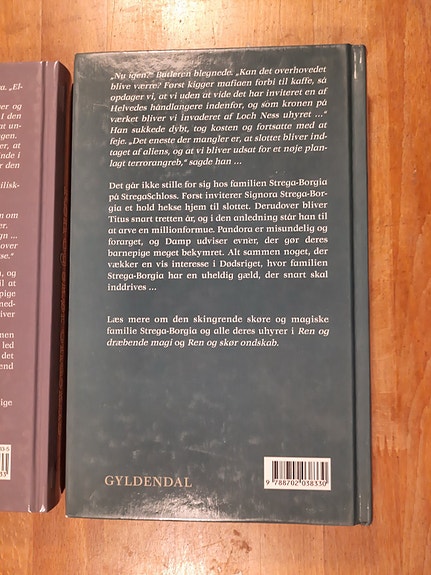 „Nu igen?" Butleren blegnede. „Kan det overhovedet
blive værre? Først kigger mafiaen forbi til kaffe, så
opdager vi, at vi uden at vide det har inviteret en af
Helvedes håndlangere indenfor, og som kronen på
værket bliver vi invaderet af Loch Ness uhyret ..."
Han sukkede dybt, tog kosten og fortsatte med at
feje. „Det eneste der mangler er, at slottet bliver ind-
taget af aliens, og at vi bliver udsat for et nøje plan-
lagt terrorangreb," sagde han ...
Det går ikke stille for sig hos familien Strega-Borgia
på StregaSchloss. Først inviterer Signora Strega-Bor-
gia et hold hekse hjem til slottet. Derudover bliver
Titus snart tretten år, og i den anledning står han til
at arve en millionformue. Pandora er misundelig og
forarget, og Damp udviser evner, der gør deres
barnepige meget bekymret. Alt sammen noget, der
vækker en vis interesse i Dødsriget, hvor familien
Strega-Borgia har en uheldig gæld, der snart skal
inddrives ...
Læs mere om den skingrende skøre og magiske
familie Strega-Borgia og alle deres uhyrer i Ren og
dræbende magi og Ren og skør ondskab.
GYLDENDAL
9 788702 038330